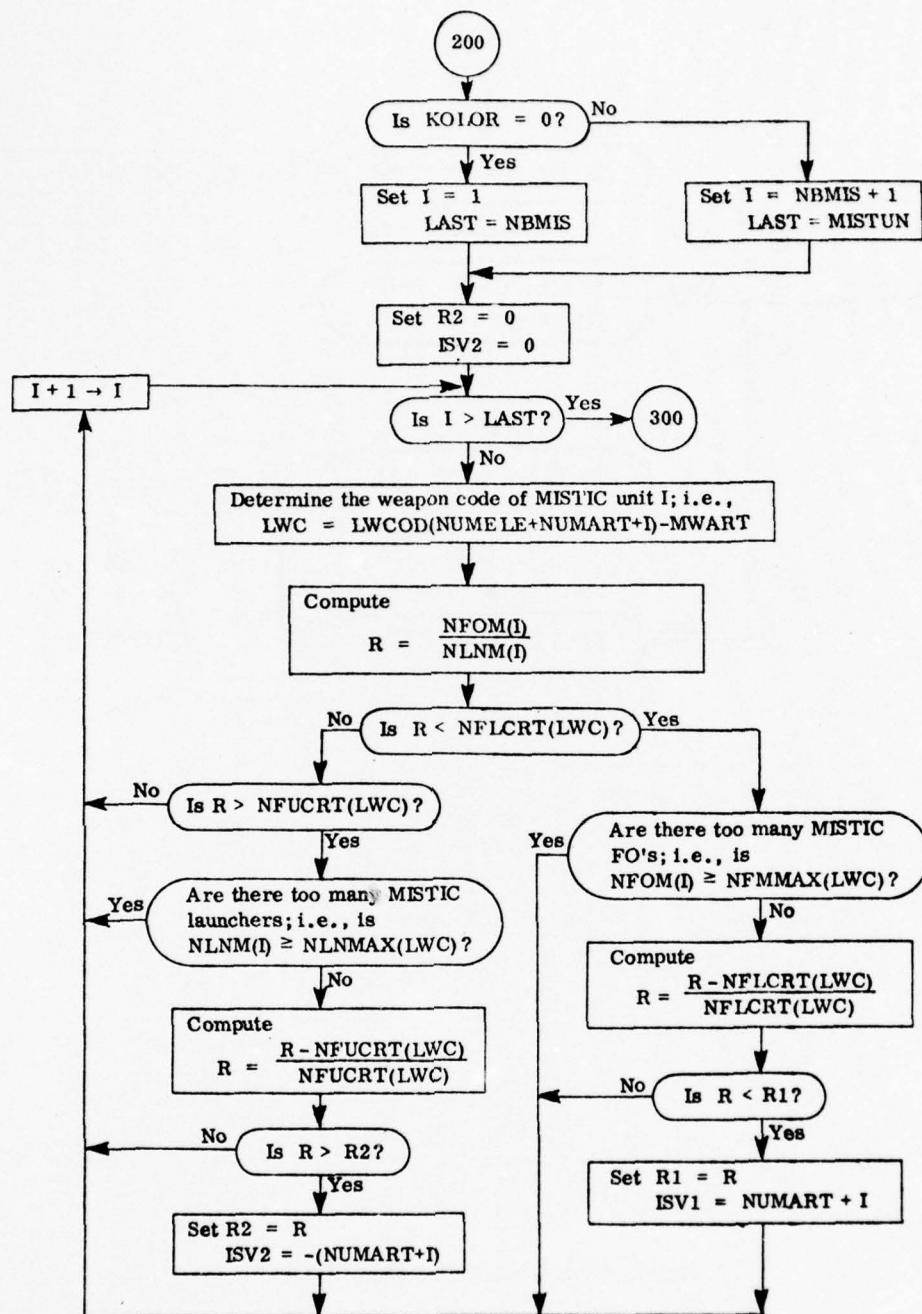 200
Is KOLOR = 0?
No
Yes
Set I = 1
LAST = NBMIS
Set I = NBMIS + 1
LAST = MISTUN
Set R2 = 0
ISV2 = 0
I + 1 → I
Is I > LAST?
Yes
300
No
Determine the weapon code of MISTIC unit I; i.e.,
LWC = LWCOD(NUMELE+NUMART+I)-MWART
Compute
R = NFOM(I)
NLNM(I)
No
Is R < NFLCRT(LWC)?
Yes
No
Is R > NFUCRT(LWC)?
Yes
Yes
Are there too many MISTIC
FO's; i.e., is
NFOM(I) ≥ NFMMAX(LWC)?
Yes
Are there too many MISTIC
launchers; i.e., is
NLNM(I) ≥ NLNMAX(LWC)?
No
No
Compute
R = R - NFLCRT(LWC)
NFLCRT(LWC)
Compute
R = R - NFUCRT(LWC)
NFUCRT(LWC)
No
Is R < R1?
Yes
No
Is R > R2?
Yes
Set R1 = R
ISV1 = NUMART + I
Set R2 = R
ISV2 = -(NUMART+I)